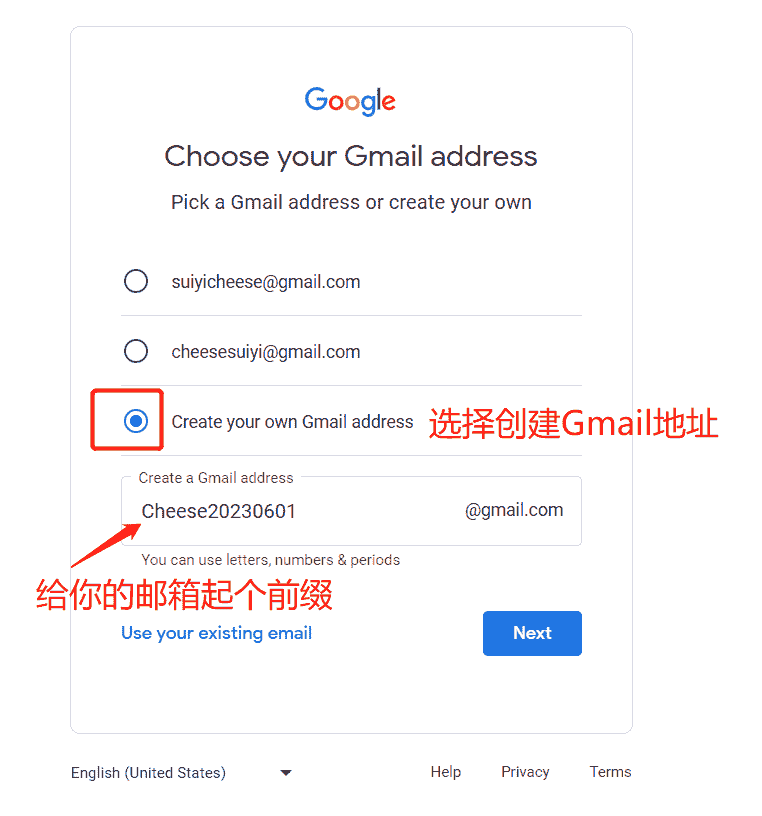 Google
Choose your Gmail address
Pick a Gmail address or create your own
suiyicheese@gmail.com
cheesesuiyi@gmail.com
Create your own Gmail address 选择创建Gmail地址
Create a Gmail address
Cheese20230601 @gmail.com
You can use letters, numbers & periods
给你的邮箱起个前缀
Use your existing email Next
English (United States) Help Privacy Terms